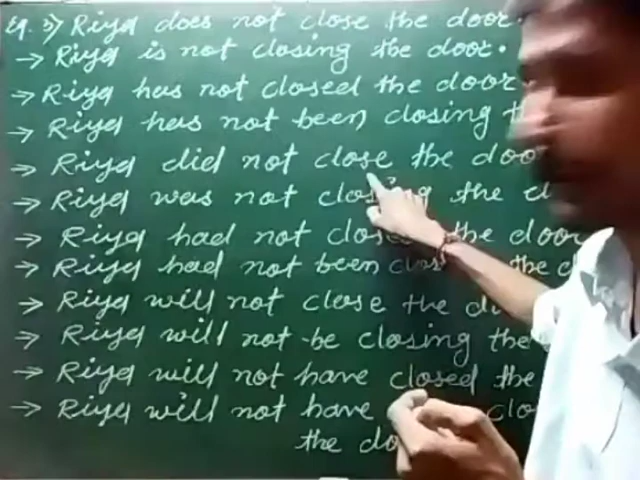 Eg. 3) Riya does not close the door.
→ Riya is not closing the door.
→ Riya has not closed the door
→ Riya has not been closing
→ Riya did not close the
→ Riya was not closing the
→ Riya had not the door
→ Riya had not been the
→ Riya will not close the
→ Riya will not be closing the
→ Riya will not have closed the
→ Riya will not have
the